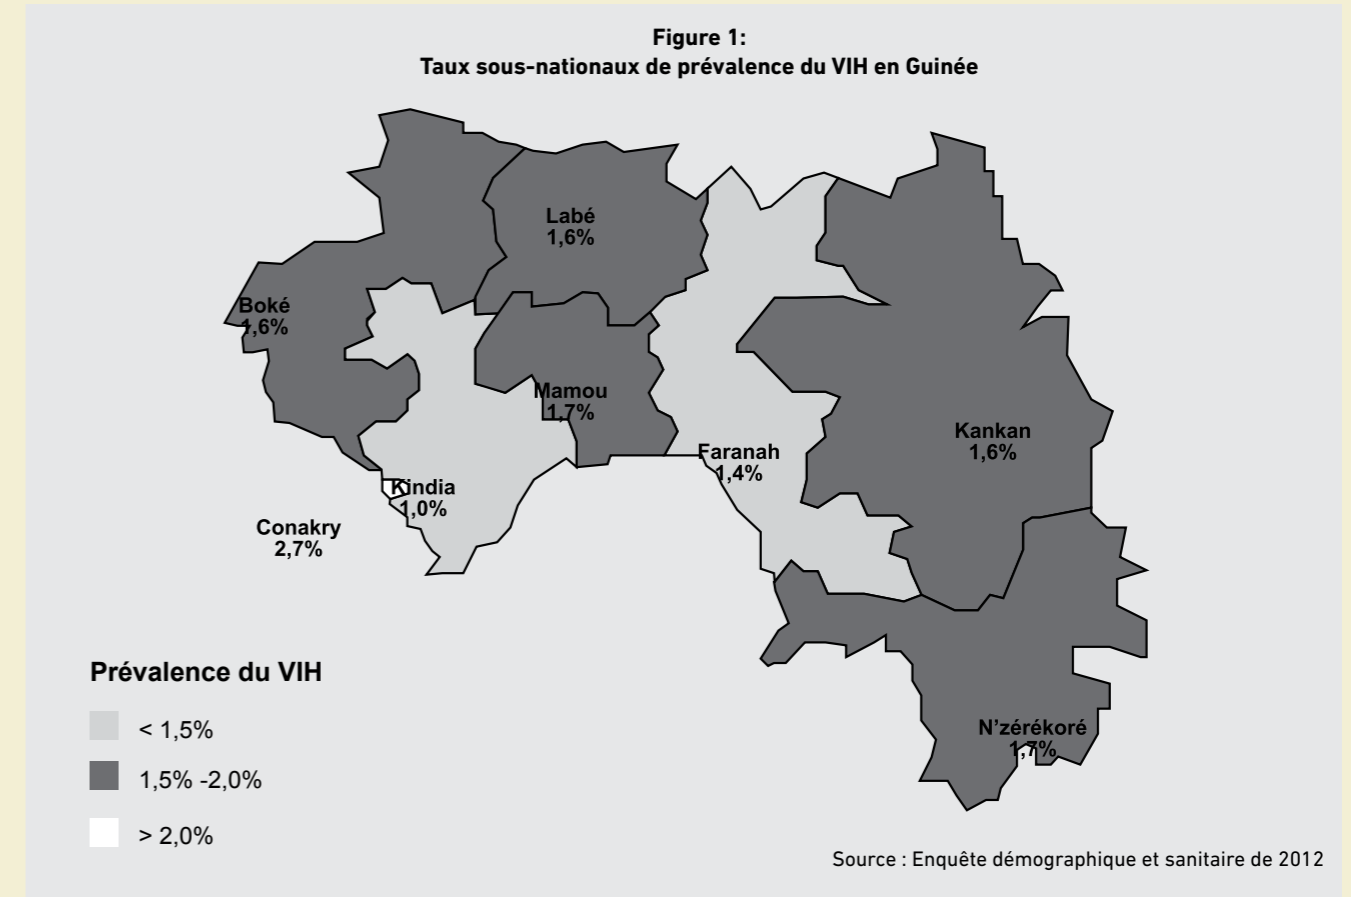 Figure 1:
Taux sous-nationaux de prévalence du VIH en Guinée
Labé
1,6%
Boké
1,6%
Mamou
1,7%
Kankan
1,6%
Faranah
1,4%
Kindia
1,0%
Conakry
2,7%
N’zérékoré
1,7%
Prévalence du VIH
< 1,5%
1,5% -2,0%
> 2,0%
Source : Enquête démographique et sanitaire de 2012